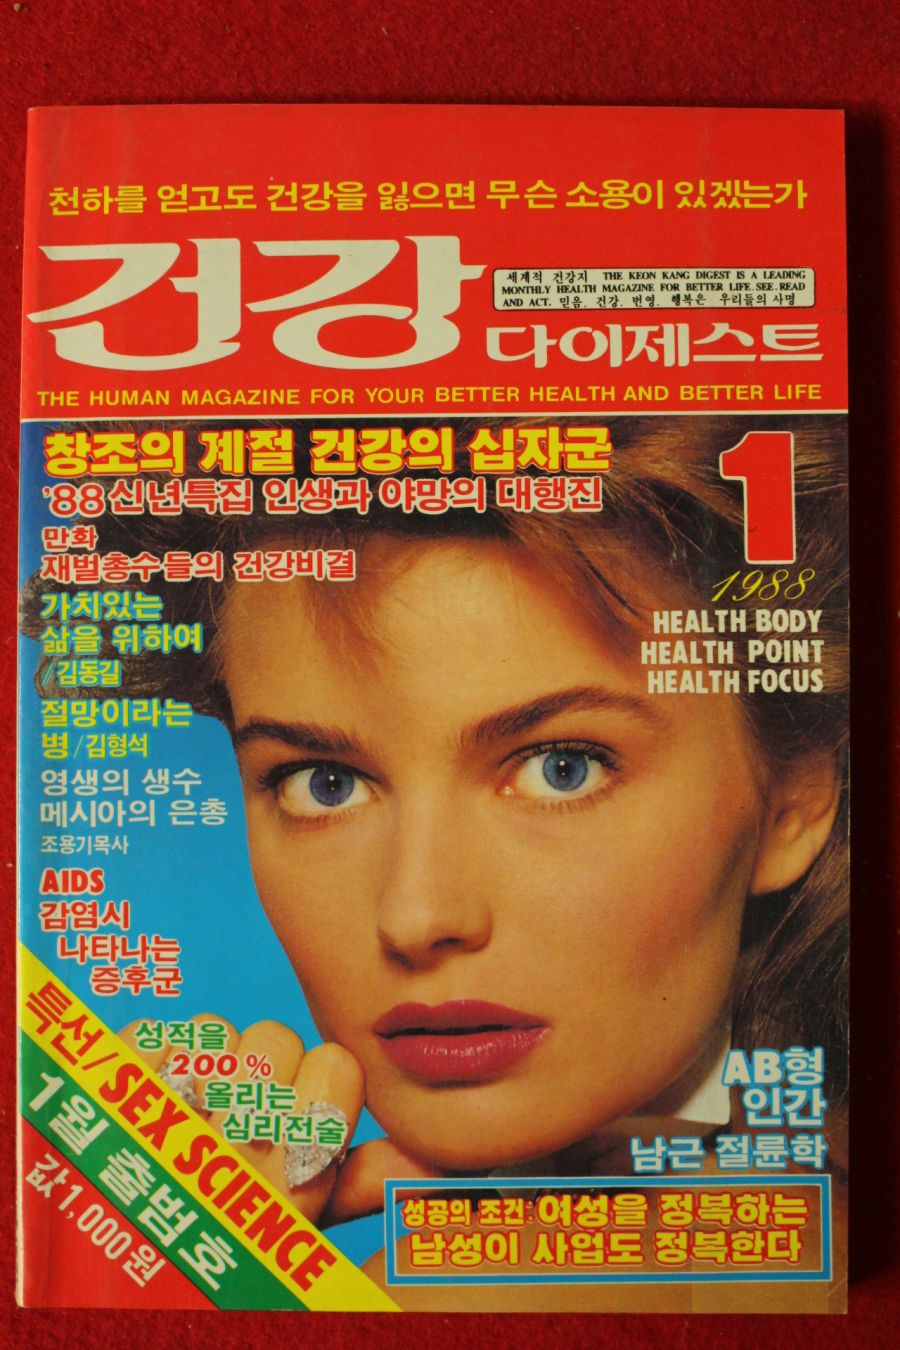 천하를 얻고도 건강을 잃으면 무슨 소용이 있겠는가
건강
다이제스트
세계적 건강지 THE KEON KANG DIGEST IS A LEADING
MONTHLY HEALTH MAGAZINE FOR BETTER LIFE. SEE. READ
AND ACT. 믿음. 건강. 번영. 행복은 우리들의 사명
THE HUMAN MAGAZINE FOR YOUR BETTER HEALTH AND BETTER LIFE
창조의 계절 건강의 십자군
'88 신년특집 인생과 야망의 대행진
만화
재벌총수들의 건강비결
가치있는
삶을 위하여
/김동길
절망이라는
병/김형석
영생의 생수
메시아의 은총
조용기목사
AIDS
감염시
나타나는
증후군
1
1988
HEALTH BODY
HEALTH POINT
HEALTH FOCUS
성적을
200%
올리는
심리전술
특선/SEX SCIENCE
1월 출범호
값1,000원
AB형
인간
남근 절륜학
성공의 조건: 여성을 정복하는
남성이 사업도 정복한다